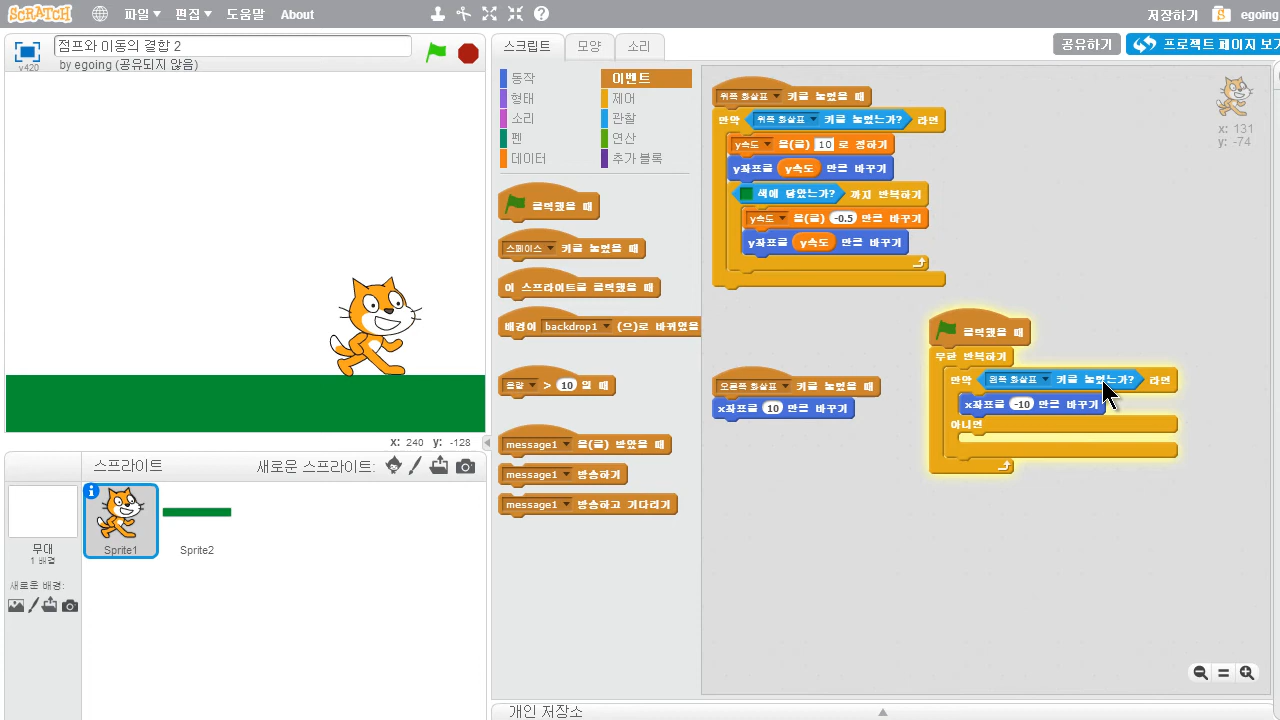 SCRATCH 파일 편집 도움말 About 저장하기 egoing
점프와 이동의 결합 2
by egoing (공유되지 않음)
v420
스크립트 모양 소리
공유하기 프로젝트 페이지 보기
동작 이벤트
형태 제어
소리 관찰
펜 연산
데이터 추가 블록
클릭했을 때
스페이스 키를 눌렀을 때
이 스프라이트를 클릭했을 때
배경이 backdrop1 (으)로 바뀌었을
음량 > 10 일 때
message1 을(를) 받았을 때
message1 방송하기
message1 방송하고 기다리기
위쪽 화살표 키를 눌렀을 때
만약 위쪽 화살표 키를 눌렀는가? 라면
y속도 을(를) 10 로 정하기
y좌표를 y속도 만큼 바꾸기
색에 닿았는가? 까지 반복하기
y속도 을(를) -0.5 만큼 바꾸기
y좌표를 y속도 만큼 바꾸기
x: 131
y: -74
오른쪽 화살표 키를 눌렀을 때
x좌표를 10 만큼 바꾸기
클릭했을 때
무한 반복하기
만약 왼쪽 화살표 키를 눌렀는가? 라면
x좌표를 -10 만큼 바꾸기
아니면
x: 240 y: -128
스프라이트 새로운 스프라이트:
무대
1 배경
Sprite1 Sprite2
새로운 배경:
개인 저장소